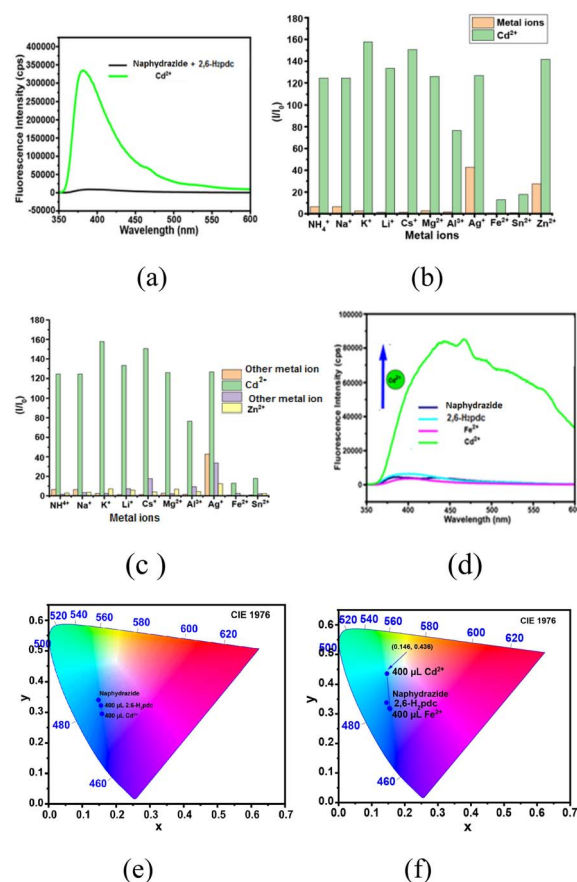 Fluorescence Intensity (cps)
400000
350000
300000
250000
200000
150000
100000
50000
0
-50000
Naphydrazide + 2,6-H2pdc
Cd2+
350 400 450 500 550 600
Wavelength (nm)
(a)
(I/I0)
180
160
140
120
100
80
60
40
20
0
Metal ions
Cd2+
NH4+ Na+ K+ Li+ Cs+ Mg2+ Al3+ Ag+ Fe2+ Sn2+ Zn2+
Metal ions
(b)
(I/I0)
180
160
140
120
100
80
60
40
20
0
Other metal ion
Cd2+
Other metal ion
Zn2+
NH4+ Na+ K+ Li+ Cs+ Mg2+ Al3+ Ag+ Fe2+ Sn2+
Metal ions
(c )
Fluorescence Intensity (cps)
100000
80000
60000
40000
20000
0
Naphydrazide
2,6-H2pdc
Fe2+
Cd2+
350 400 450 500 550 600
Wavelength (nm)
(d)
CIE 1976
y
0.6
0.5
0.4
0.3
0.2
0.1
0.0
520 540 560 580 600 620
500
480
460
Naphydrazide
400 µL 2,6-H2pdc
400 µL Cd2+
0.0 0.1 0.2 0.3 0.4 0.5 0.6 0.7
x
(e)
CIE 1976
y
0.6
0.5
0.4
0.3
0.2
0.1
0.0
520 540 560 580 600 620
500
480
460
(0.146, 0.436)
400 µL Cd2+
Naphydrazide
2,6-H2pdc
400 µL Fe2+
0.0 0.1 0.2 0.3 0.4 0.5 0.6 0.7
x
(f)